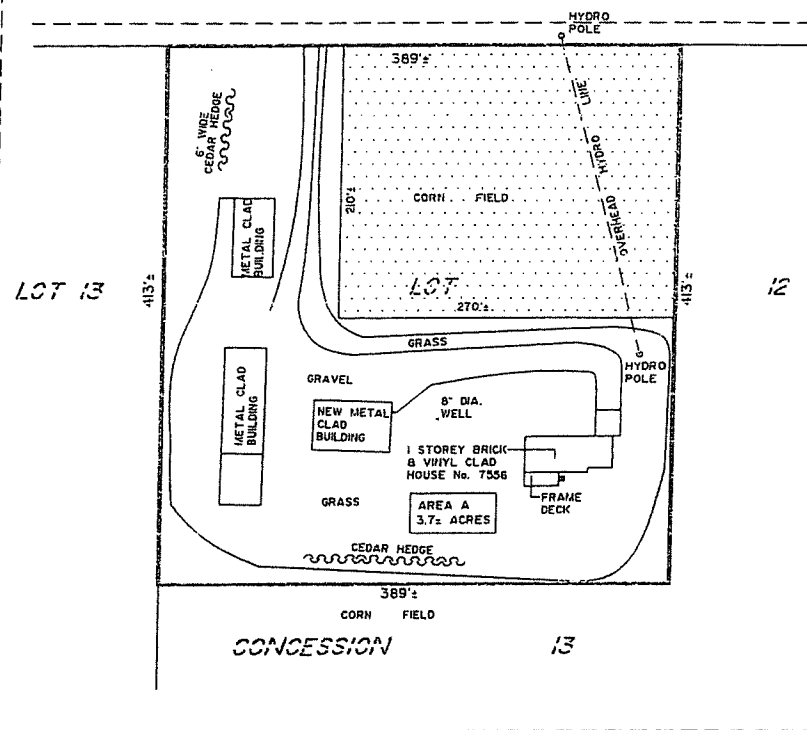 HYDRO
POLE
389'±
6' WIDE
CEDAR HEDGE
OVERHEAD HYDRO LINE
METAL CLAD
BUILDING
210'±
CORN FIELD
LOT 13
413'±
LOT
270'±
413'±
12
GRASS
HYDRO
POLE
GRAVEL
METAL CLAD
BUILDING
NEW METAL
CLAD
BUILDING
8" DIA.
WELL
1 STOREY BRICK
& VINYL CLAD
HOUSE No. 7556
GRASS
AREA A
3.7± ACRES
FRAME
DECK
CEDAR HEDGE
389'±
CORN FIELD
CONCESSION 13